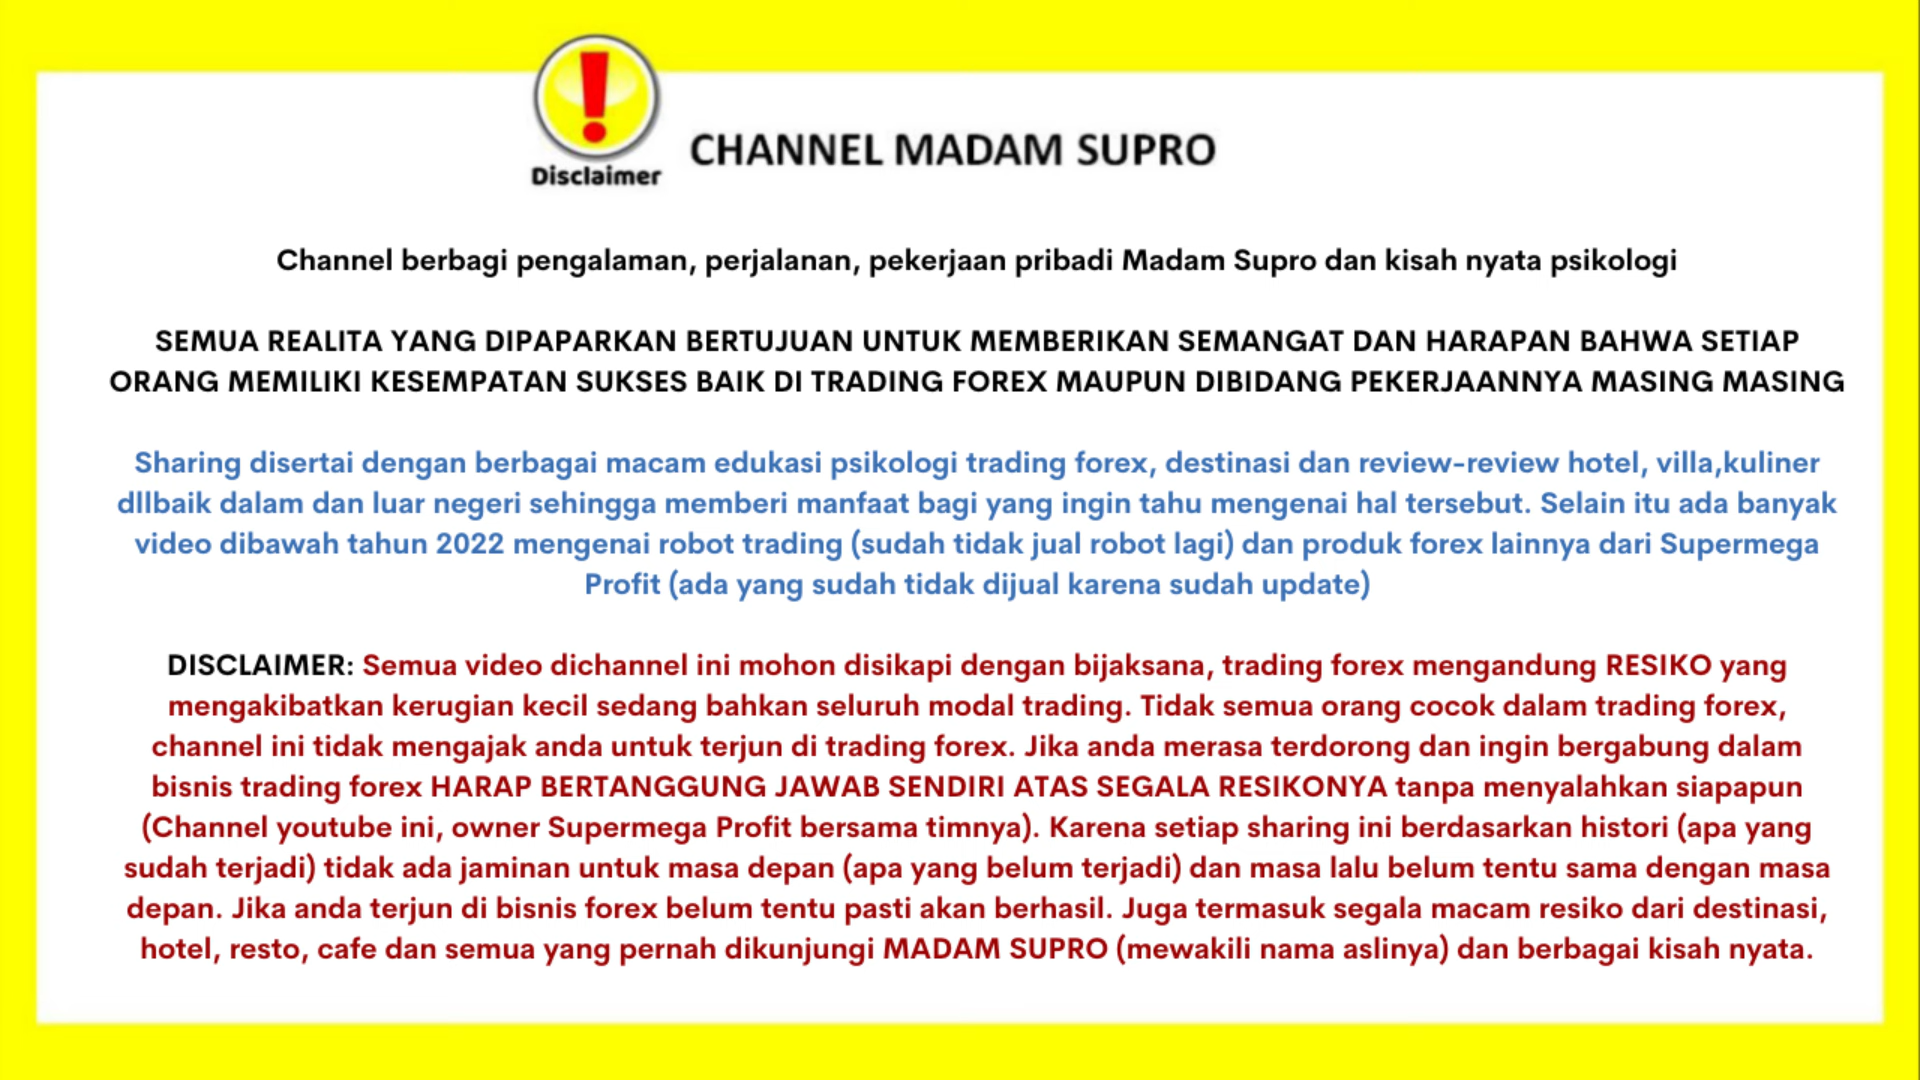 Disclaimer
CHANNEL MADAM SUPRO
Channel berbagi pengalaman, perjalanan, pekerjaan pribadi Madam Supro dan kisah nyata psikologi
SEMUA REALITA YANG DIPAPARKAN BERTUJUAN UNTUK MEMBERIKAN SEMANGAT DAN HARAPAN BAHWA SETIAP
ORANG MEMILIKI KESEMPATAN SUKSES BAIK DI TRADING FOREX MAUPUN DIBIDANG PEKERJAANNYA MASING MASING
Sharing disertai dengan berbagai macam edukasi psikologi trading forex, destinasi dan review-review hotel, villa,kuliner
dllbaik dalam dan luar negeri sehingga memberi manfaat bagi yang ingin tahu mengenai hal tersebut. Selain itu ada banyak
video dibawah tahun 2022 mengenai robot trading (sudah tidak jual robot lagi) dan produk forex lainnya dari Supermega
Profit (ada yang sudah tidak dijual karena sudah update)
DISCLAIMER: Semua video dichannel ini mohon disikapi dengan bijaksana, trading forex mengandung RESIKO yang
mengakibatkan kerugian kecil sedang bahkan seluruh modal trading. Tidak semua orang cocok dalam trading forex,
channel ini tidak mengajak anda untuk terjun di trading forex. Jika anda merasa terdorong dan ingin bergabung dalam
bisnis trading forex HARAP BERTANGGUNG JAWAB SENDIRI ATAS SEGALA RESIKONYA tanpa menyalahkan siapapun
(Channel youtube ini, owner Supermega Profit bersama timnya). Karena setiap sharing ini berdasarkan histori (apa yang
sudah terjadi) tidak ada jaminan untuk masa depan (apa yang belum terjadi) dan masa lalu belum tentu sama dengan masa
depan. Jika anda terjun di bisnis forex belum tentu pasti akan berhasil. Juga termasuk segala macam resiko dari destinasi,
hotel, resto, cafe dan semua yang pernah dikunjungi MADAM SUPRO (mewakili nama aslinya) dan berbagai kisah nyata.